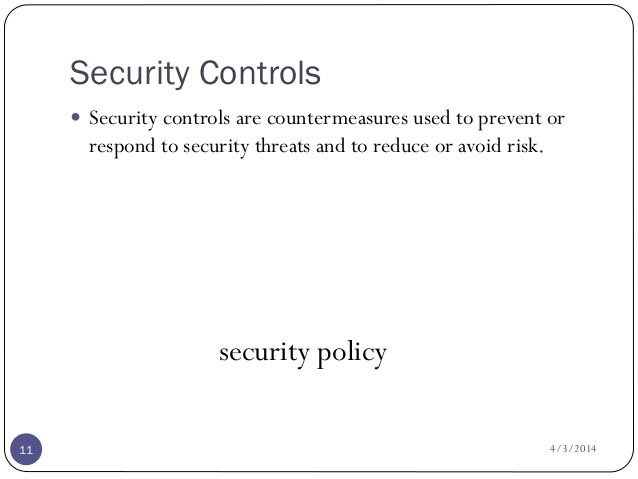 Security Controls
• Security controls are countermeasures used to prevent or
respond to security threats and to reduce or avoid risk.
security policy
11
4/3/2014